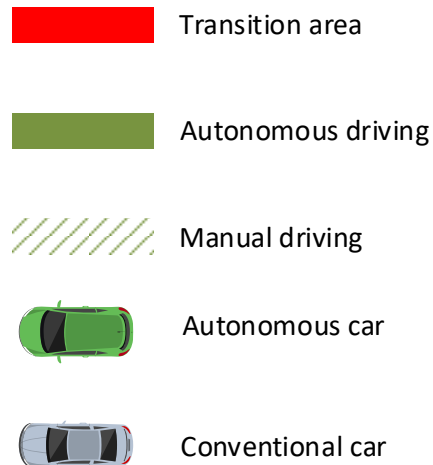 Transition area
Autonomous driving
Manual driving
Autonomous car
Conventional car